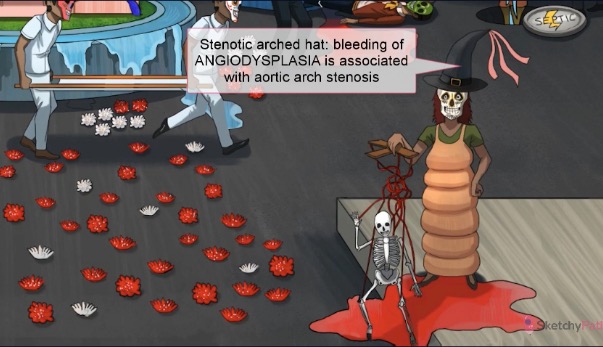 SEPTIC
Stenotic arched hat: bleeding of
ANGIODYSPLASIA is associated
with aortic arch stenosis